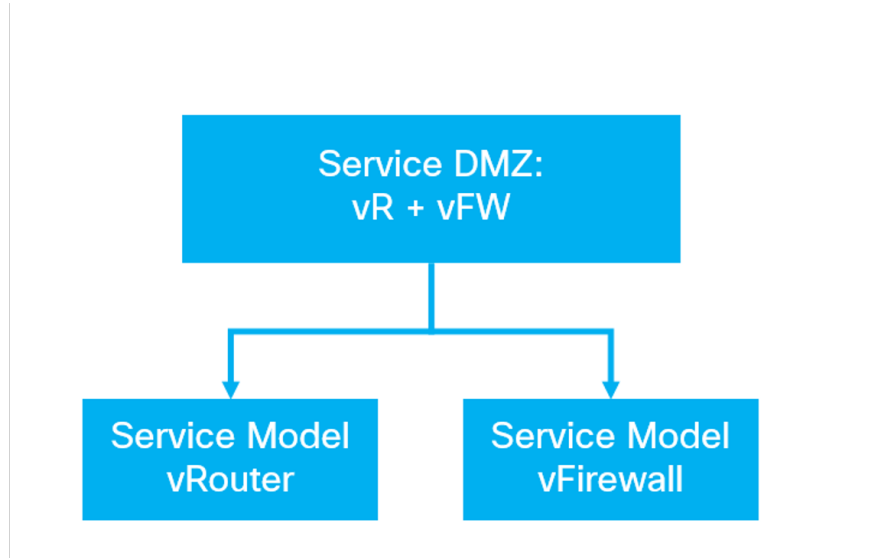 Service DMZ:
vR + vFW
Service Model
vRouter
Service Model
vFirewall